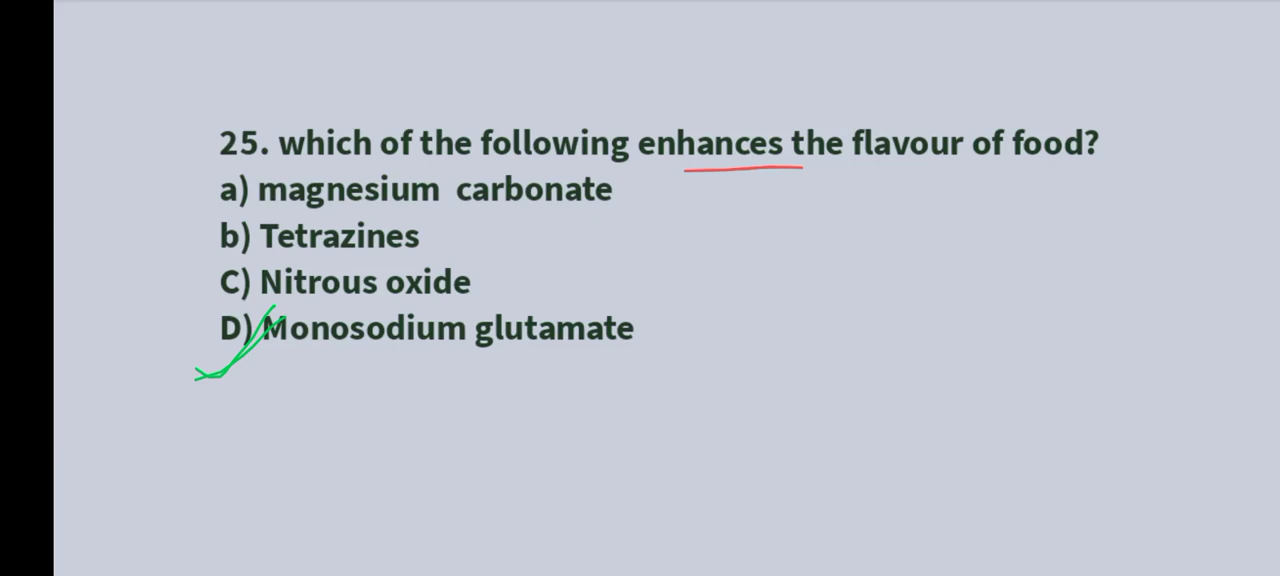 25. which of the following enhances the flavour of food?
a) magnesium carbonate
b) Tetrazines
C) Nitrous oxide
D) Monosodium glutamate